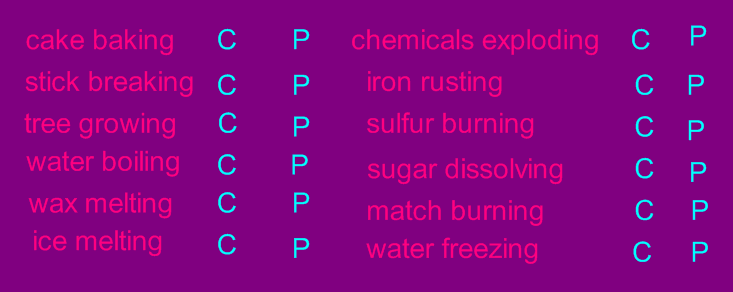 cake baking C P
stick breaking C P
tree growing C P
water boiling C P
wax melting C P
ice melting C P
chemicals exploding C P
iron rusting C P
sulfur burning C P
sugar dissolving C P
match burning C P
water freezing C P